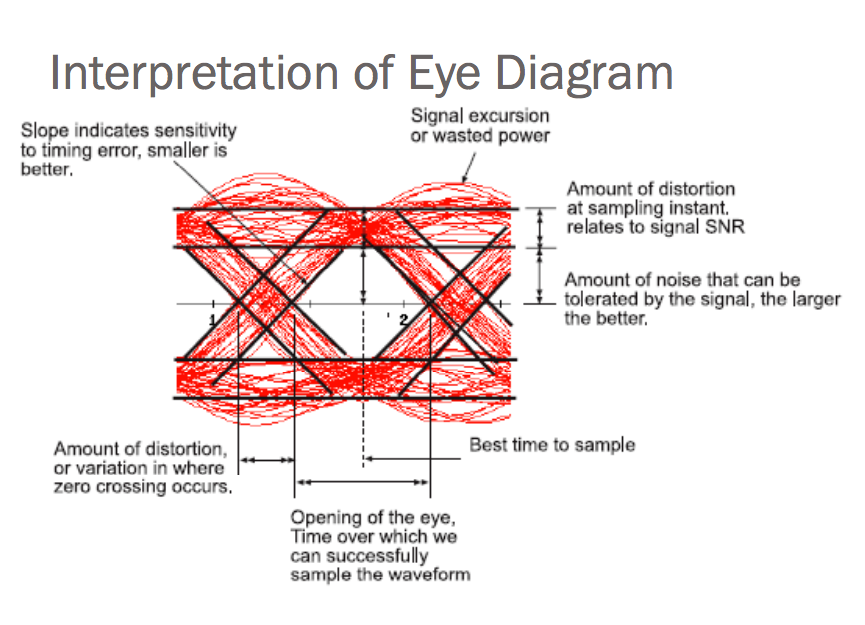 Interpretation of Eye Diagram
Slope indicates sensitivity
to timing error, smaller is
better.
Signal excursion
or wasted power
Amount of distortion
at sampling instant.
relates to signal SNR
Amount of noise that can be
tolerated by the signal, the larger
the better.
1
' 2
Amount of distortion,
or variation in where
zero crossing occurs.
Best time to sample
Opening of the eye,
Time over which we
can successfully
sample the waveform